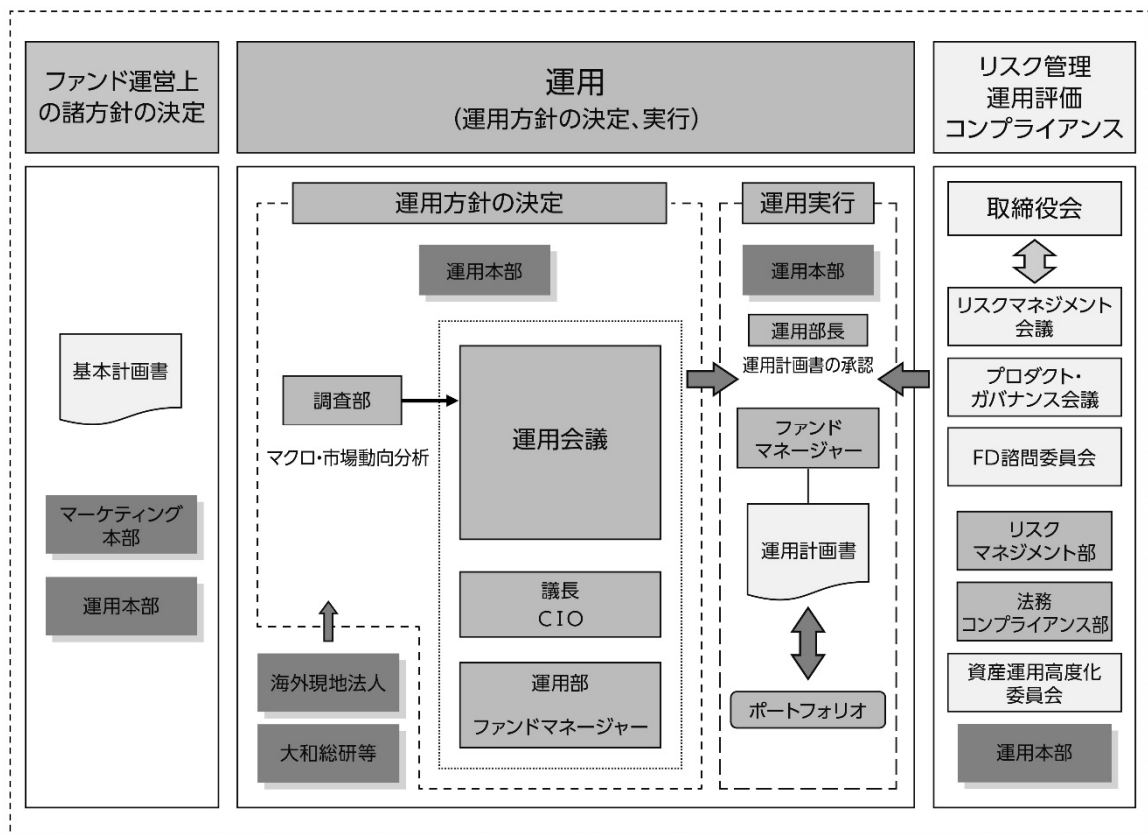 ファンド運営上
の諸方針の決定
運用
(運用方針の決定、実行)
リスク管理
運用評価
コンプライアンス
基本計画書
マーケティング
本部
運用本部
運用方針の決定
運用本部
調査部
マクロ・市場動向分析
運用会議
議長
CIO
運用部
ファンドマネージャー
海外現地法人
大和総研等
運用実行
運用本部
運用部長
運用計画書の承認
ファンド
マネージャー
運用計画書
ポートフォリオ
取締役会
リスクマネジメント
会議
プロダクト・
ガバナンス会議
FD諮問委員会
リスク
マネジメント部
法務
コンプライアンス部
資産運用高度化
委員会
運用本部